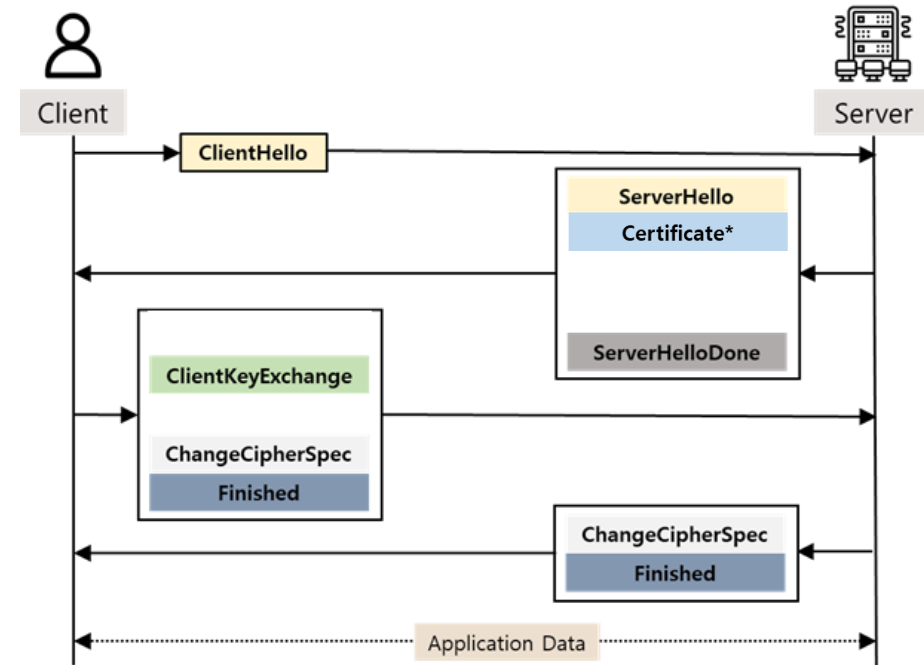 Client
Server
ClientHello
ServerHello
Certificate*
ServerHelloDone
ClientKeyExchange
ChangeCipherSpec
Finished
ChangeCipherSpec
Finished
Application Data